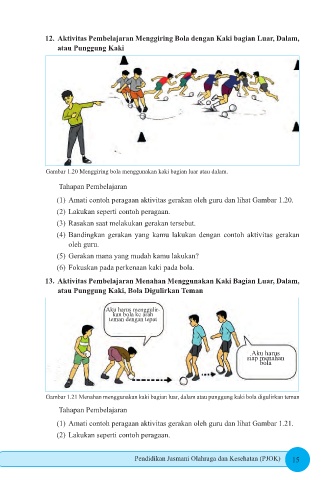 12. Aktivitas Pembelajaran Menggiring Bola dengan Kaki bagian Luar, Dalam,
atau Punggung Kaki
Gambar 1.20 Menggiring bola menggunakan kaki bagian luar atau dalam.
Tahapan Pembelajaran
(1) Amati contoh peragaan aktivitas gerakan oleh guru dan lihat Gambar 1.20.
(2) Lakukan seperti contoh peragaan.
(3) Rasakan saat melakukan gerakan tersebut.
(4) Bandingkan gerakan yang kamu lakukan dengan contoh aktivitas gerakan
oleh guru.
(5) Gerakan mana yang mudah kamu lakukan?
(6) Fokuskan pada perkenaan kaki pada bola.
13. Aktivitas Pembelajaran Menahan Menggunakan Kaki Bagian Luar, Dalam,
atau Punggung Kaki, Bola Digulirkan Teman
Aku harus menggulir-
kan bola ke arah
teman dengan tepat
Aku harus
siap menahan
bola
Gambar 1.21 Menahan menggunakan kaki bagian luar, dalam atau punggung kaki bola digulirkan teman
Tahapan Pembelajaran
(1) Amati contoh peragaan aktivitas gerakan oleh guru dan lihat Gambar 1.21.
(2) Lakukan seperti contoh peragaan.
Pendidikan Jasmani Olahraga dan Kesehatan (PJOK)
15